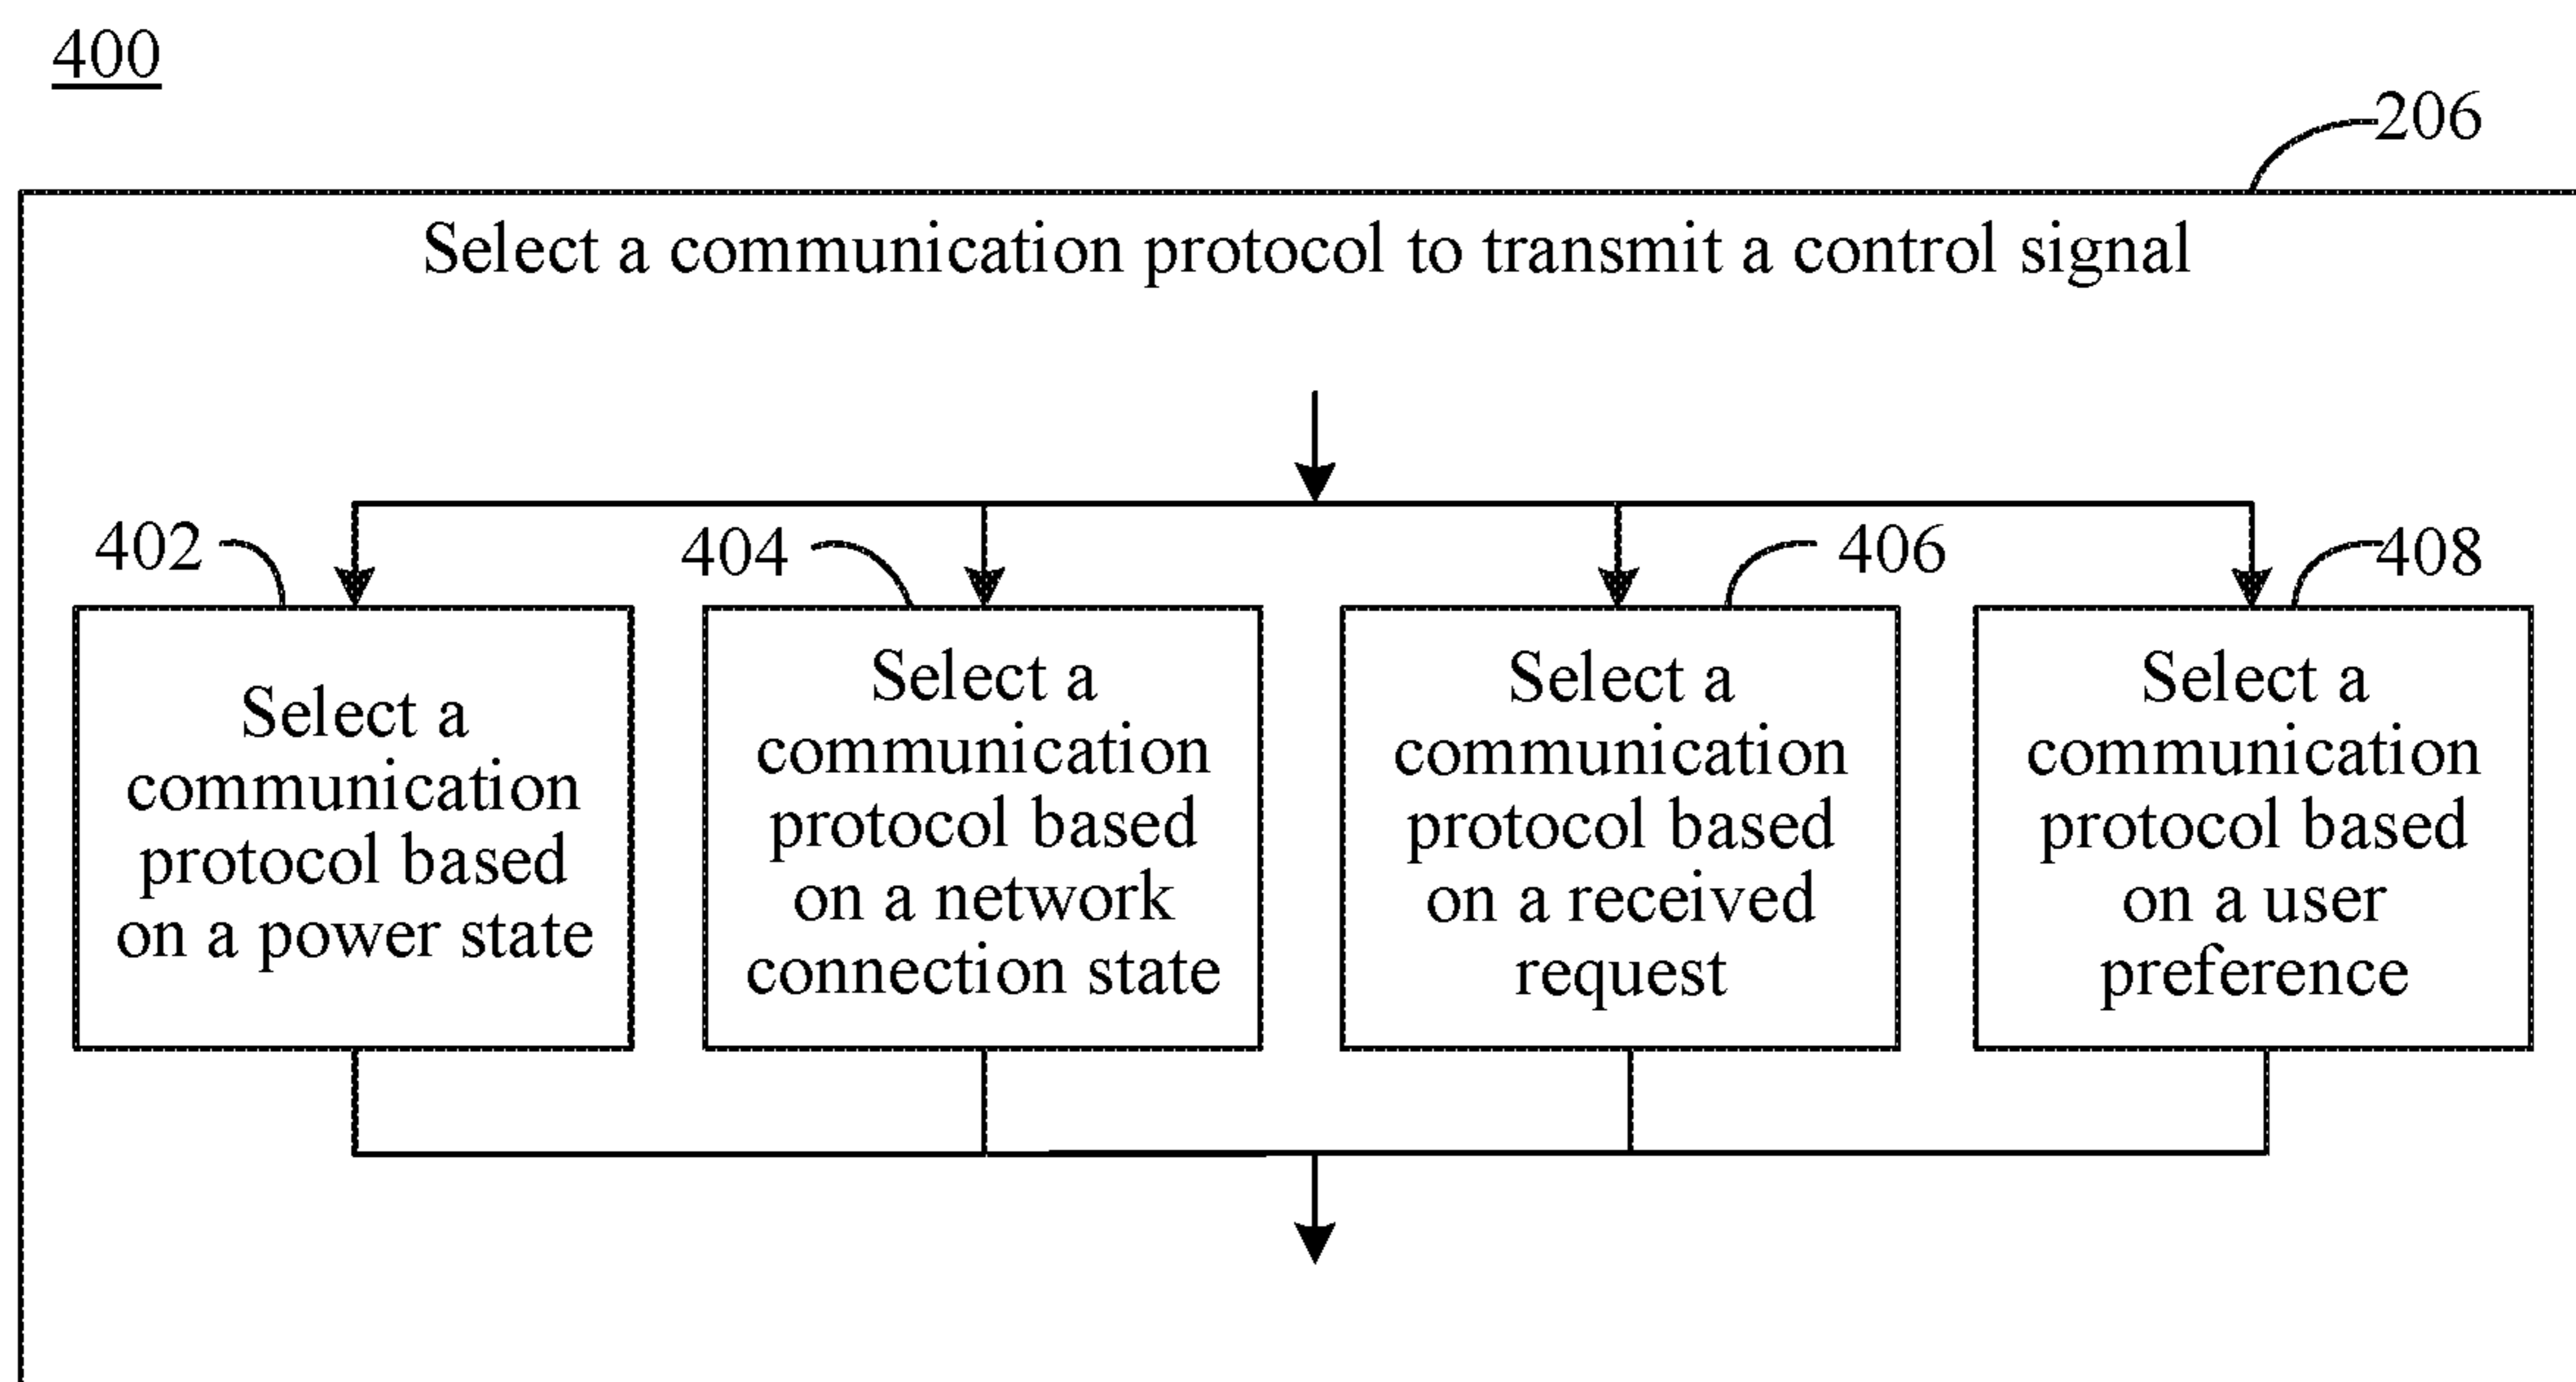 400
206
Select a communication protocol to transmit a control signal
402
404
406
408
Select a
communication
protocol based
on a power state
Select a
communication
protocol based
on a network
connection state
Select a
communication
protocol based
on a received
request
Select a
communication
protocol based
on a user
preference